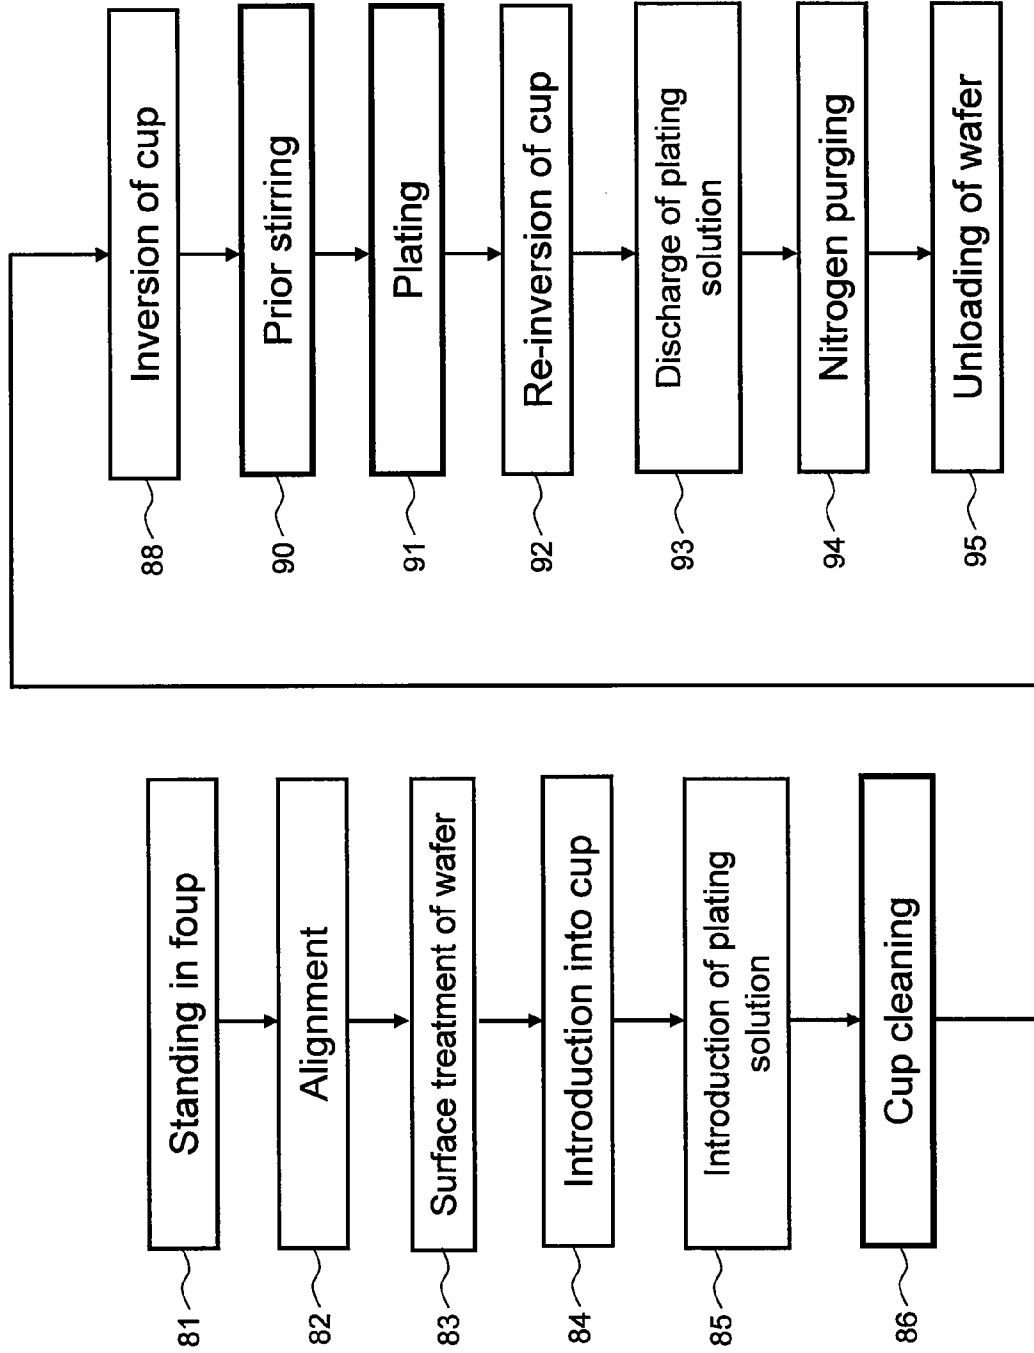 81
Standing in foup
82
Alignment
83
Surface treatment of wafer
84
Introduction into cup
85
Introduction of plating
solution
86
Cup cleaning
88
Inversion of cup
90
Prior stirring
91
Plating
92
Re-inversion of cup
93
Discharge of plating
solution
94
Nitrogen purging
95
Unloading of wafer